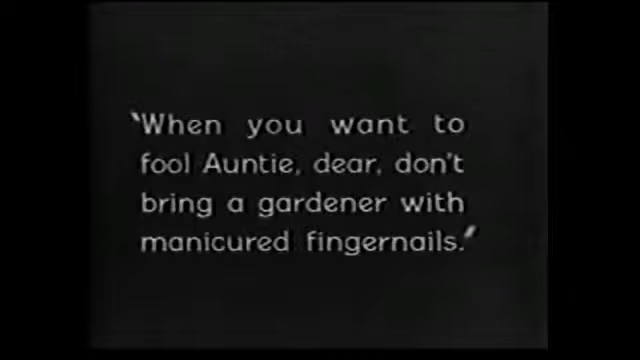 "When you want to
fool Auntie, dear, don't
bring a gardener with
manicured fingernails."